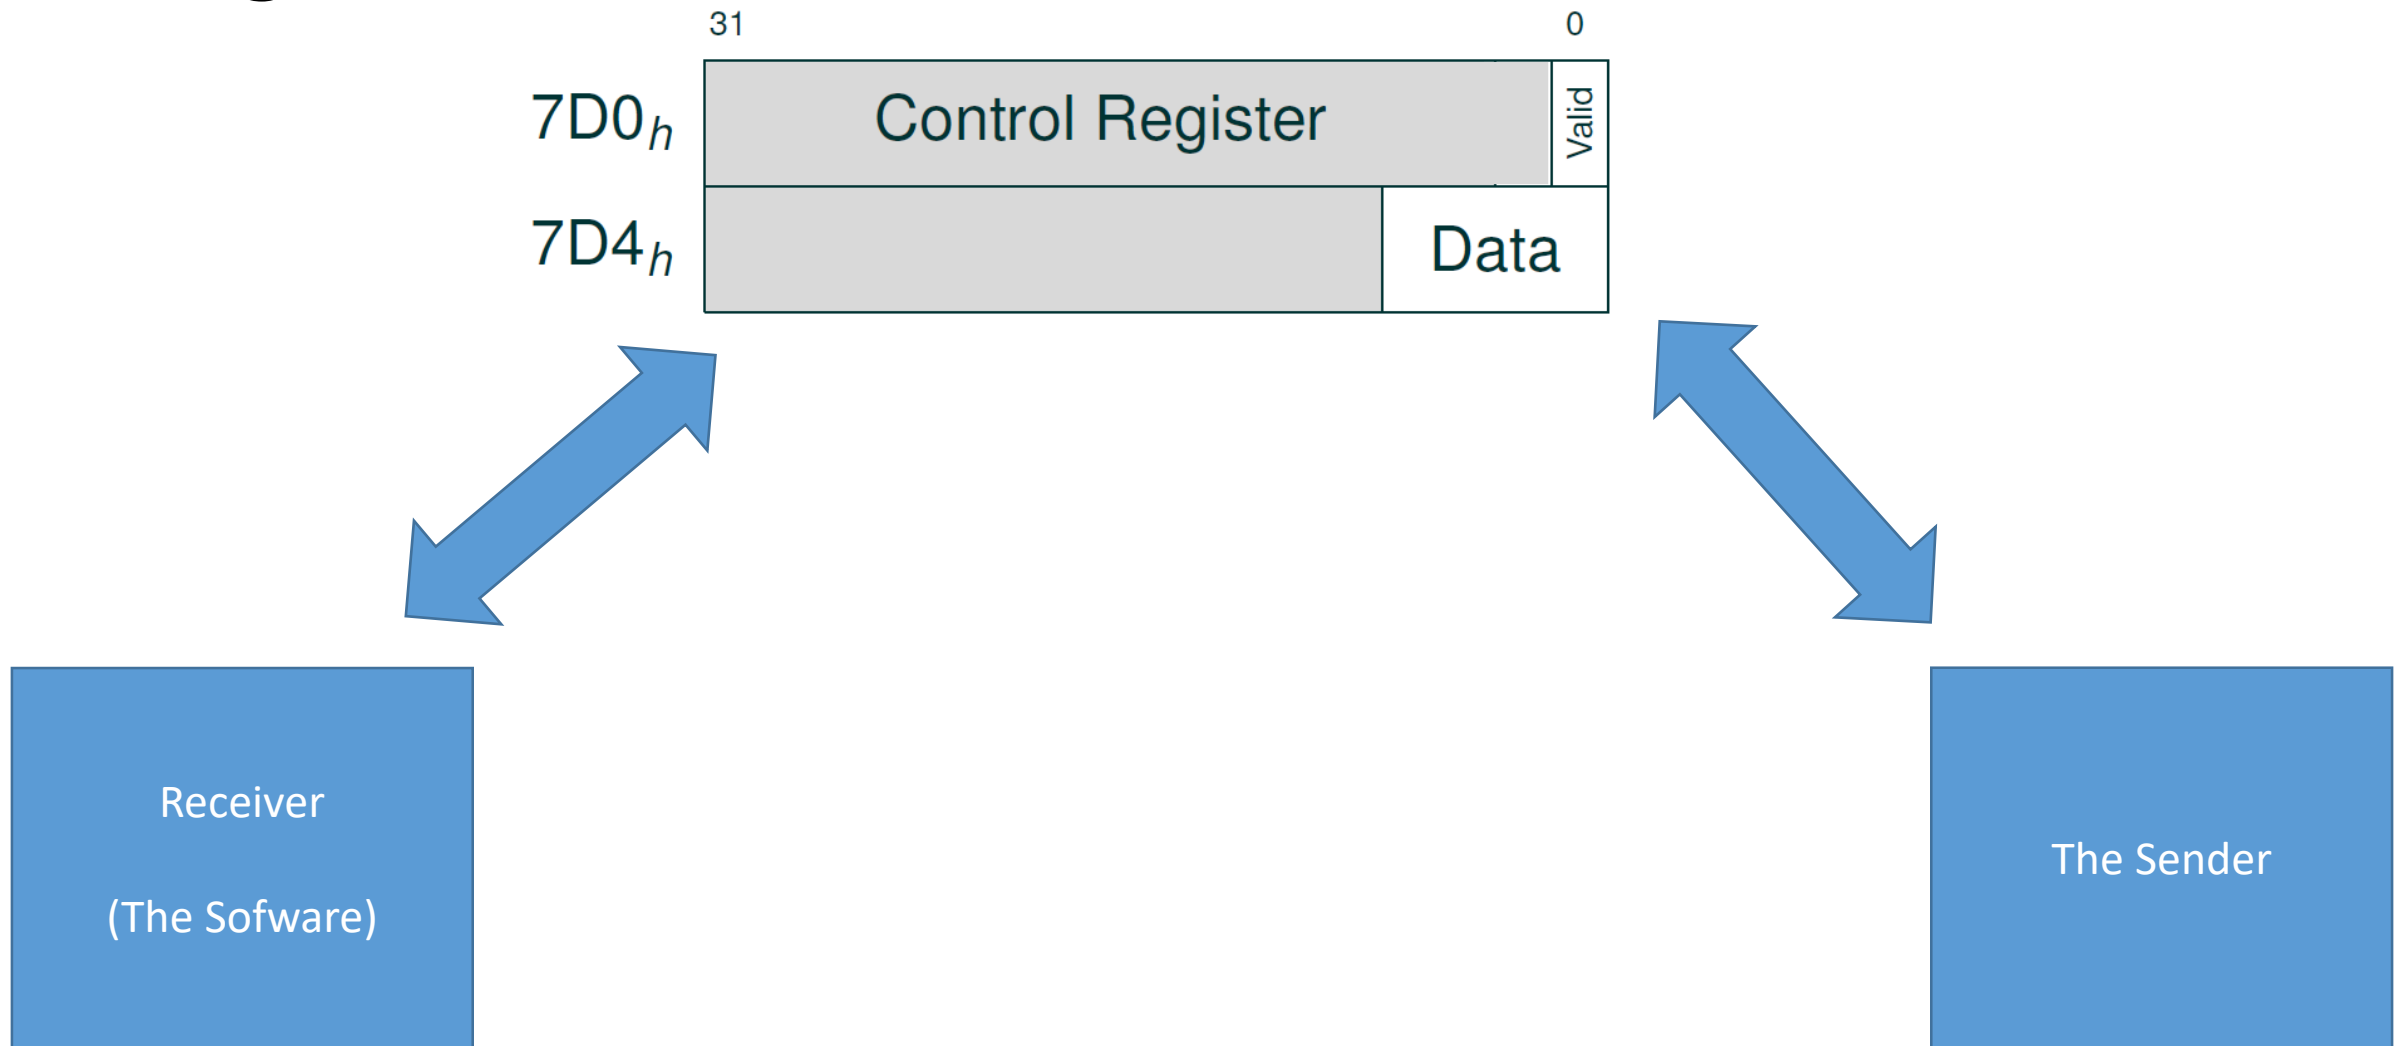 31 0
7D0h Control Register Valid
7D4h Data
Receiver
(The Sofware)
The Sender